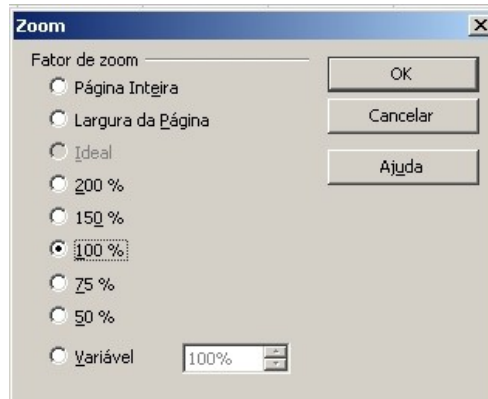 Zoom
Fator de zoom
Página Inteira
Largura da Página
Ideal
200 %
150 %
100 %
75 %
50 %
Variável 100%
OK
Cancelar
Ajuda